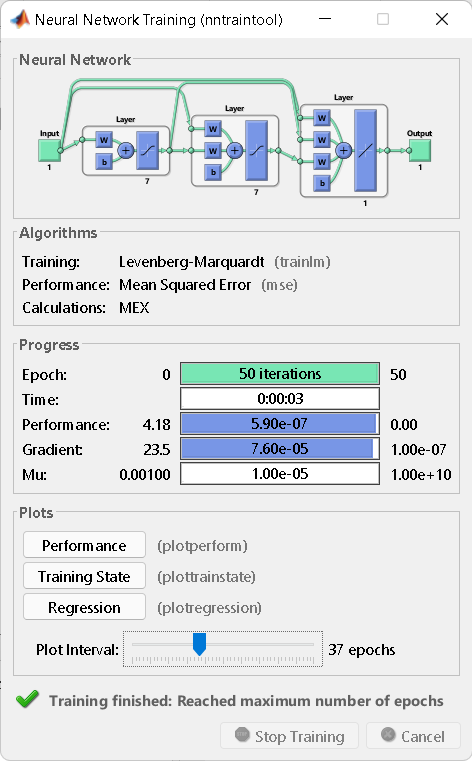 Neural Network Training (nntraintool)
Neural Network
Layer
Layer
Layer
Input
Output
W
b
W
W
b
W
W
W
b
1
7
7
1
1
Algorithms
Training: Levenberg-Marquardt (trainlm)
Performance: Mean Squared Error (mse)
Calculations: MEX
Progress
Epoch: 0 50 iterations 50
Time: 0:00:03
Performance: 4.18 5.90e-07 0.00
Gradient: 23.5 7.60e-05 1.00e-07
Mu: 0.00100 1.00e-05 1.00e+10
Plots
Performance (plotperform)
Training State (plottrainstate)
Regression (plotregression)
Plot Interval: 37 epochs
Training finished: Reached maximum number of epochs
Stop Training Cancel